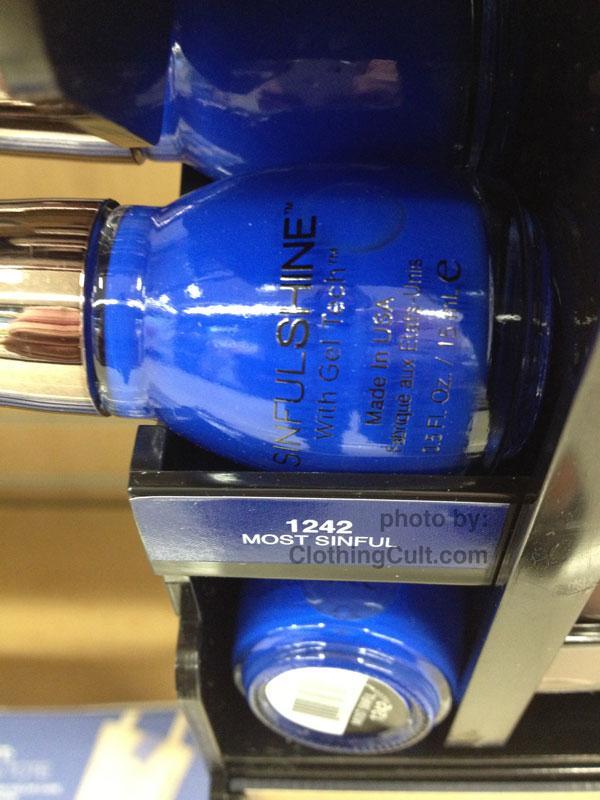 SINFULSHINE™
With Gel Tech™
Made In USA
Fabriqué aux États-Unis
0.5 Fl. Oz. / 15 mL e
1242
MOST SINFUL
photo by:
ClothingCult.com